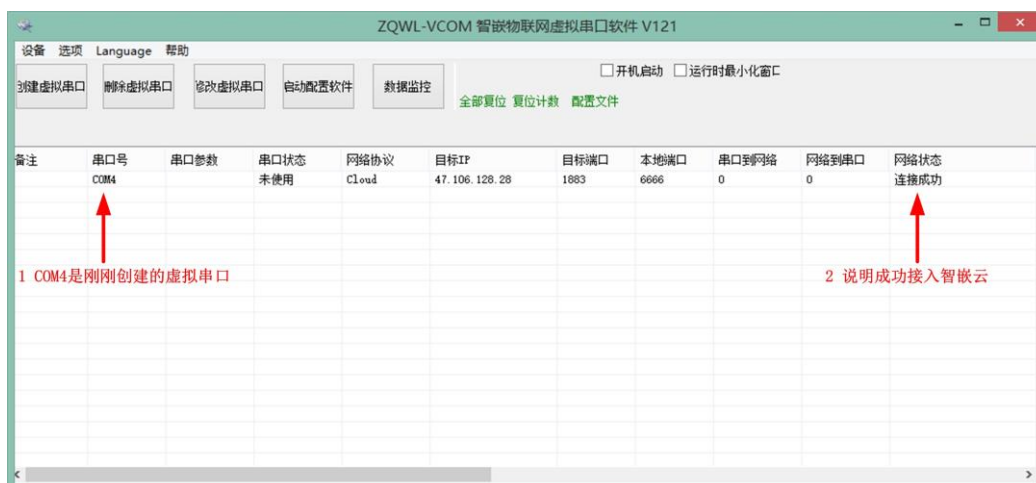 ZQWL-VCOM 智嵌物联网虚拟串口软件 V121
设备 选项 Language 帮助
创建虚拟串口 删除虚拟串口 修改虚拟串口 启动配置软件 数据监控
开机启动 运行时最小化窗口
全部复位 复位计数 配置文件
备注 串口号 串口参数 串口状态 网络协议 目标IP 目标端口 本地端口 串口到网络 网络到串口 网络状态
COM4 未使用 Cloud 47.106.128.28 1883 6666 0 0 连接成功
1 COM4是刚刚创建的虚拟串口 2 说明成功接入智嵌云